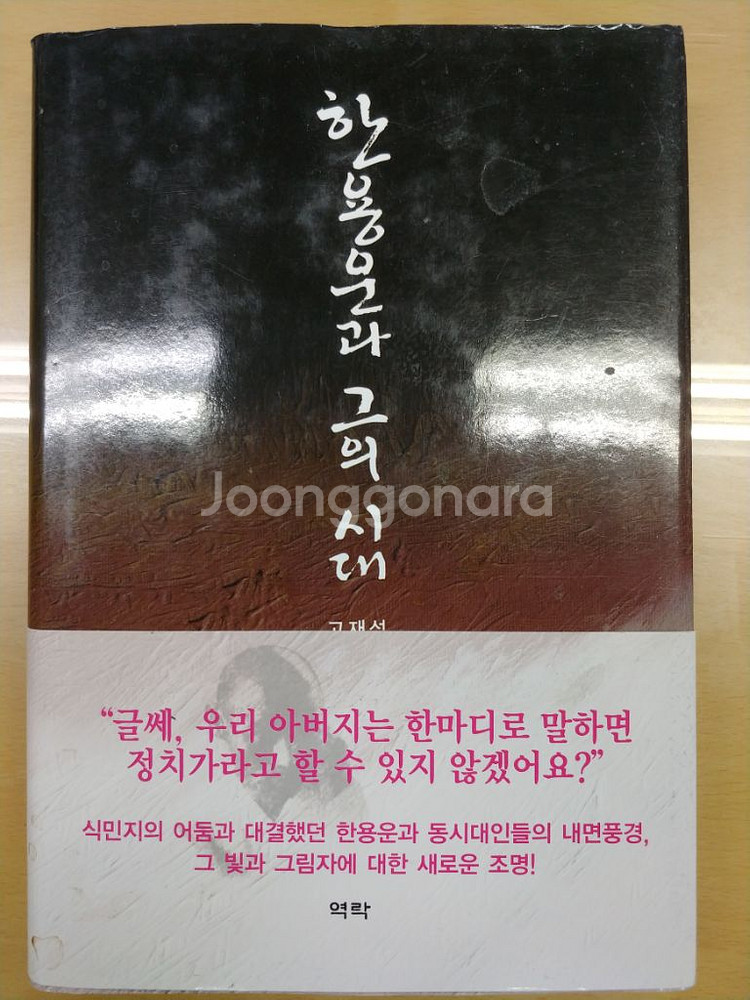 한용운과 그의 시대
Joonggonara
고재석
“글쎄, 우리 아버지는 한마디로 말하면
정치가라고 할 수 있지 않겠어요?”
식민지의 어둠과 대결했던 한용운과 동시대인들의 내면풍경,
그 빛과 그림자에 대한 새로운 조명!
역락